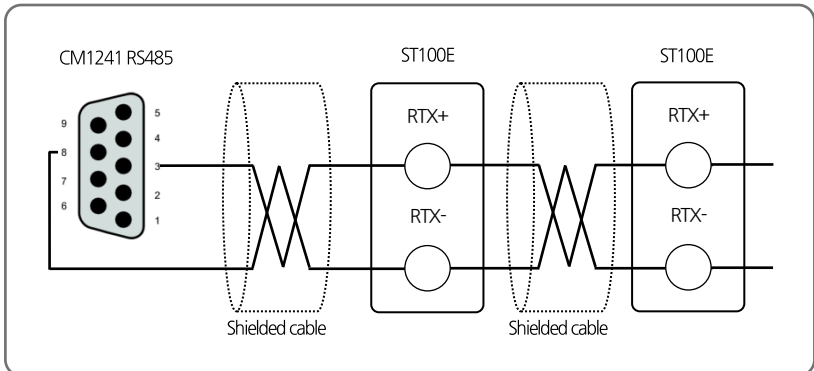 CM1241 RS485
ST100E
ST100E
9
8
7
6
5
4
3
2
1
RTX+
RTX-
RTX+
RTX-
Shielded cable
Shielded cable